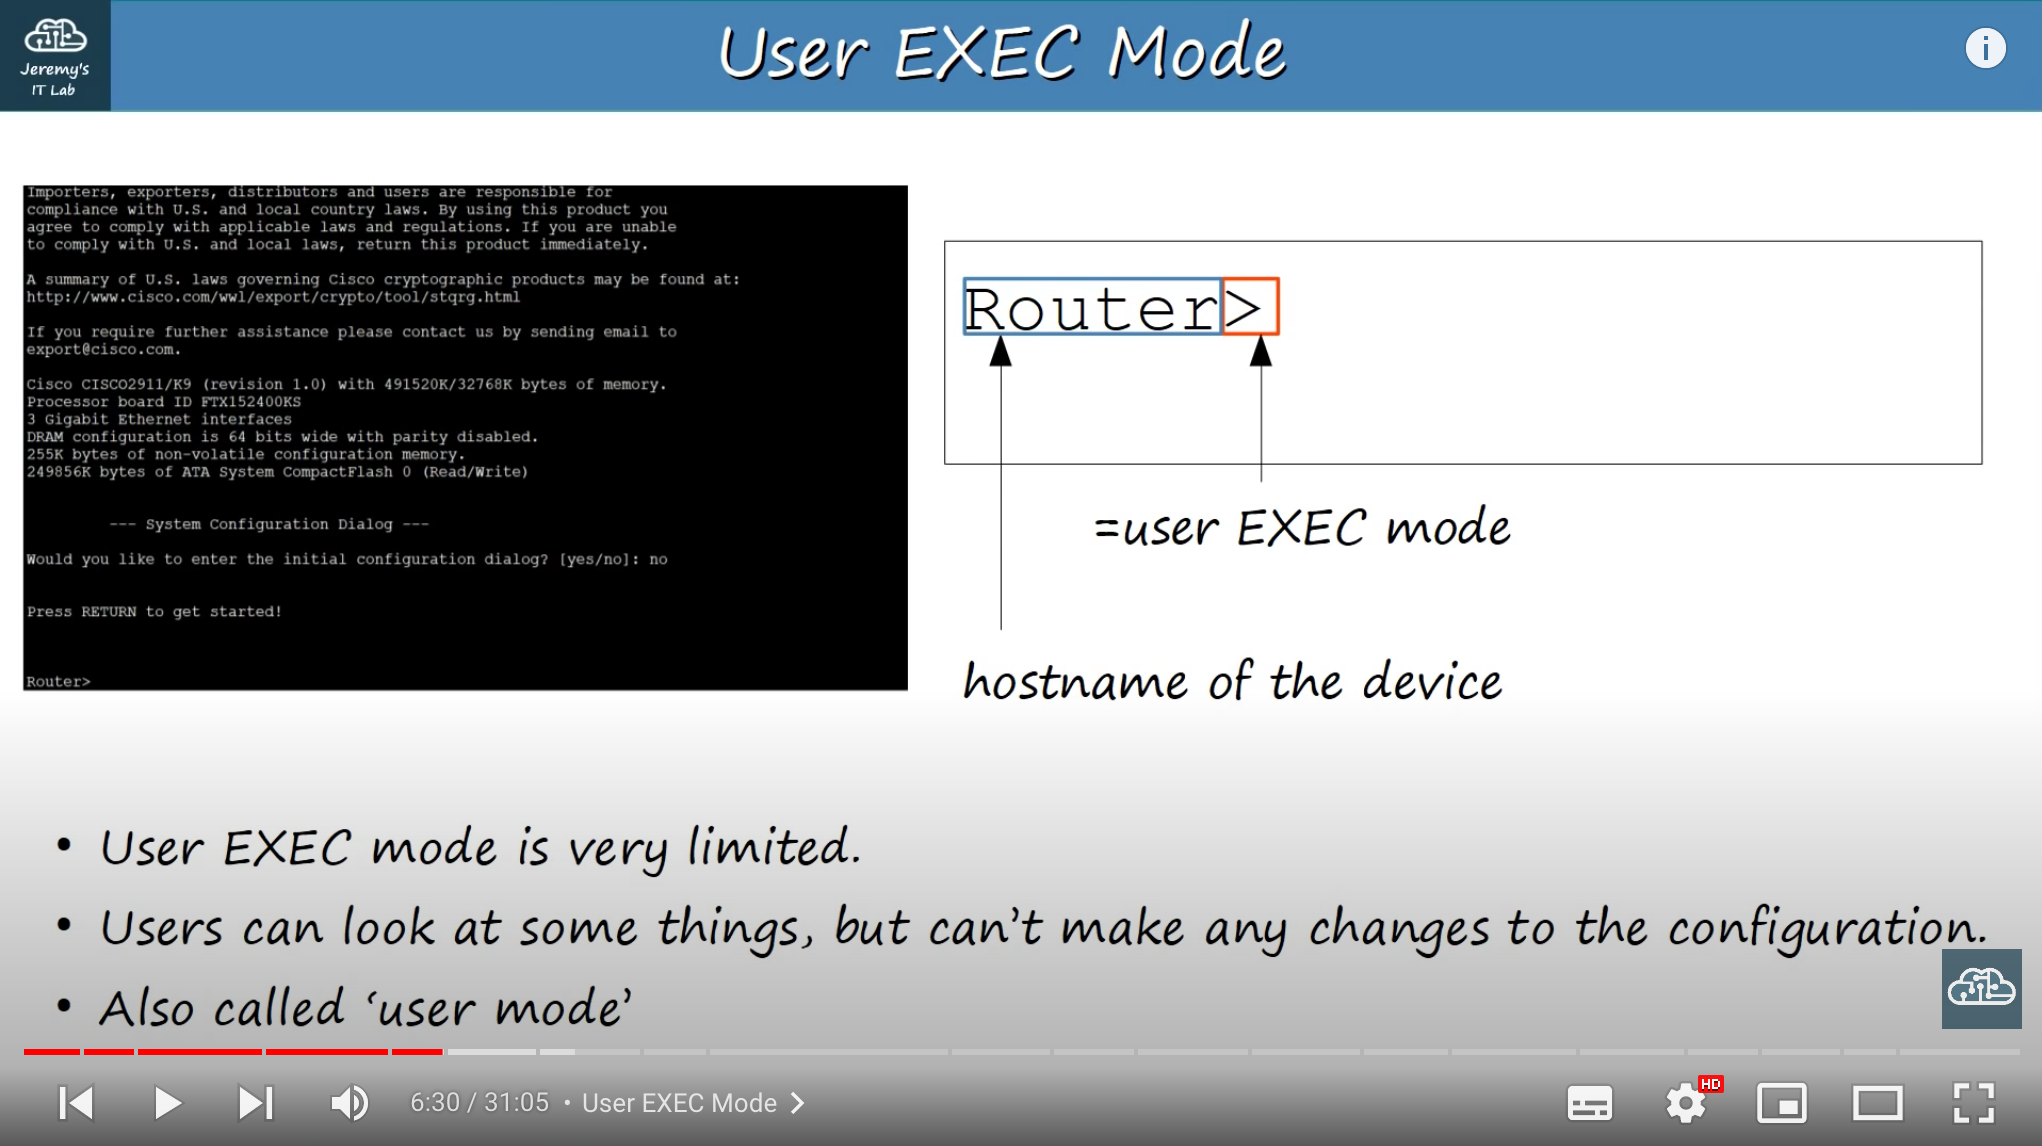 Jeremy's
IT Lab
User EXEC Mode
Importers, exporters, distributors and users are responsible for
compliance with U.S. and local country laws. By using this product you
agree to comply with applicable laws and regulations. If you are unable
to comply with U.S. and local laws, return this product immediately.
A summary of U.S. laws governing Cisco cryptographic products may be found at:
http://www.cisco.com/wwl/export/crypto/tool/stqrg.html
If you require further assistance please contact us by sending email to
export@cisco.com.
Cisco CISCO2911/K9 (revision 1.0) with 491520K/32768K bytes of memory.
Processor board ID FTX152400KS
3 Gigabit Ethernet interfaces
DRAM configuration is 64 bits wide with parity disabled.
255K bytes of non-volatile configuration memory.
249856K bytes of ATA System CompactFlash 0 (Read/Write)
--- System Configuration Dialog ---
Would you like to enter the initial configuration dialog? [yes/no]: no
Press RETURN to get started!
Router>
Router>
=user EXEC mode
hostname of the device
• User EXEC mode is very limited.
• Users can look at some things, but can't make any changes to the configuration.
• Also called ‘user mode’
6:30 / 31:05 • User EXEC Mode
HD